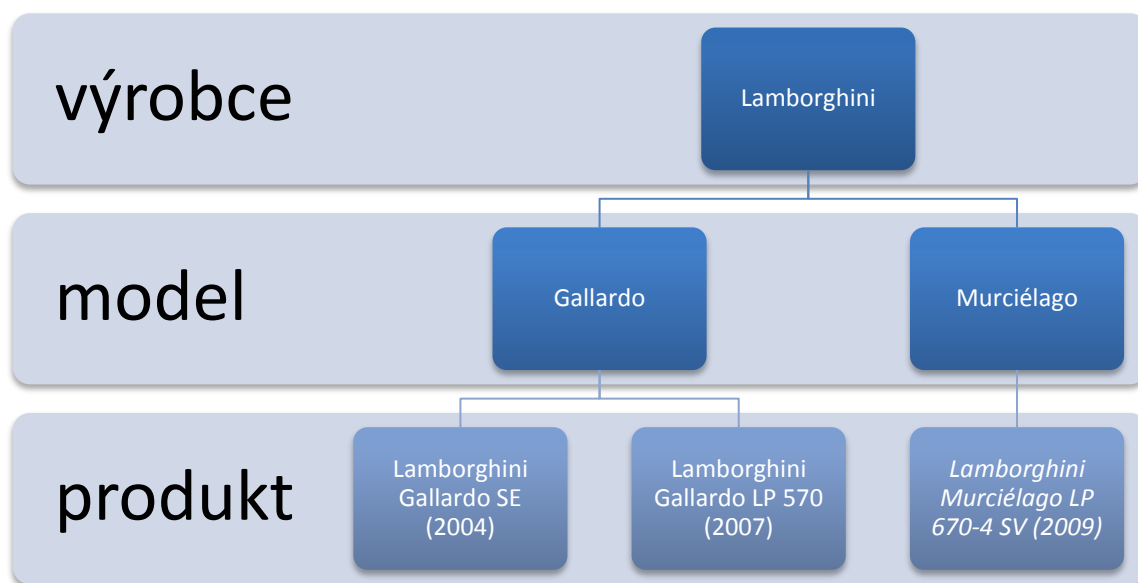 výrobce
Lamborghini
model
Gallardo
Murciélago
produkt
Lamborghini
Gallardo SE
(2004)
Lamborghini
Gallardo LP 570
(2007)
Lamborghini
Murciélago LP
670-4 SV (2009)